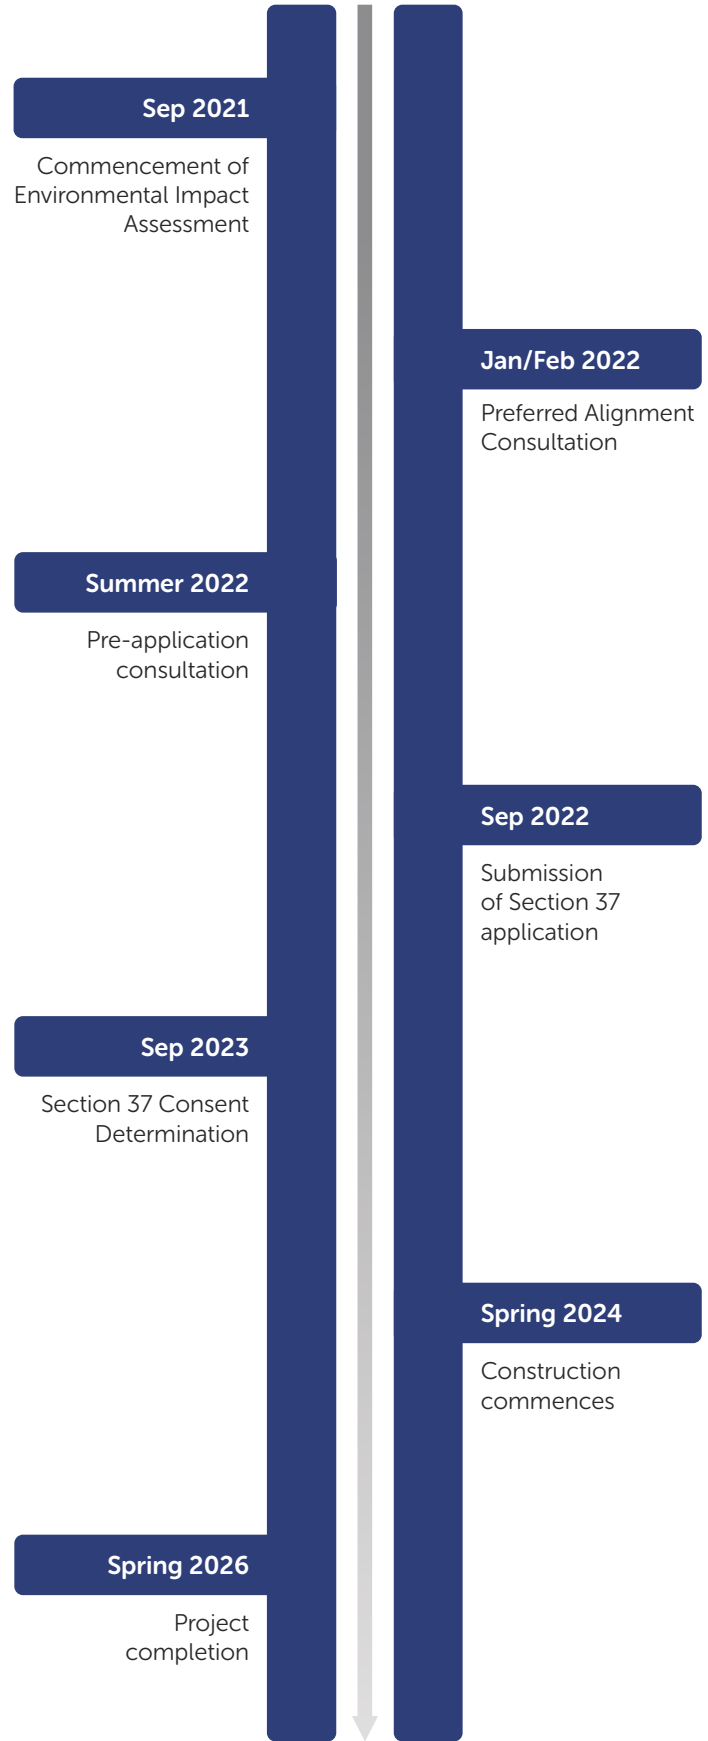 Sep 2021
Commencement of
Environmental Impact
Assessment
Jan/Feb 2022
Preferred Alignment
Consultation
Summer 2022
Pre-application
consultation
Sep 2022
Submission
of Section 37
application
Sep 2023
Section 37 Consent
Determination
Spring 2024
Construction
commences
Spring 2026
Project
completion